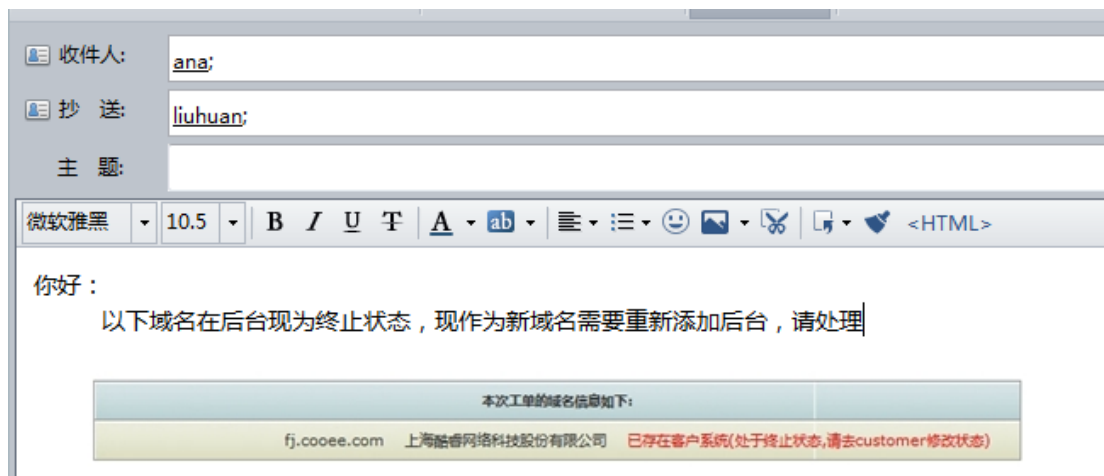 收件人:
ana;
抄 送:
liuhuan;
主 题:
微软雅黑 10.5 B I U T A ab <HTML>
你好：
以下域名在后台现为终止状态，现作为新域名需要重新添加后台，请处理
本次工单的域名信息如下:
fj.cooee.com 上海酷睿网络科技股份有限公司 已存在客户系统(处于终止状态,请去customer修改状态)